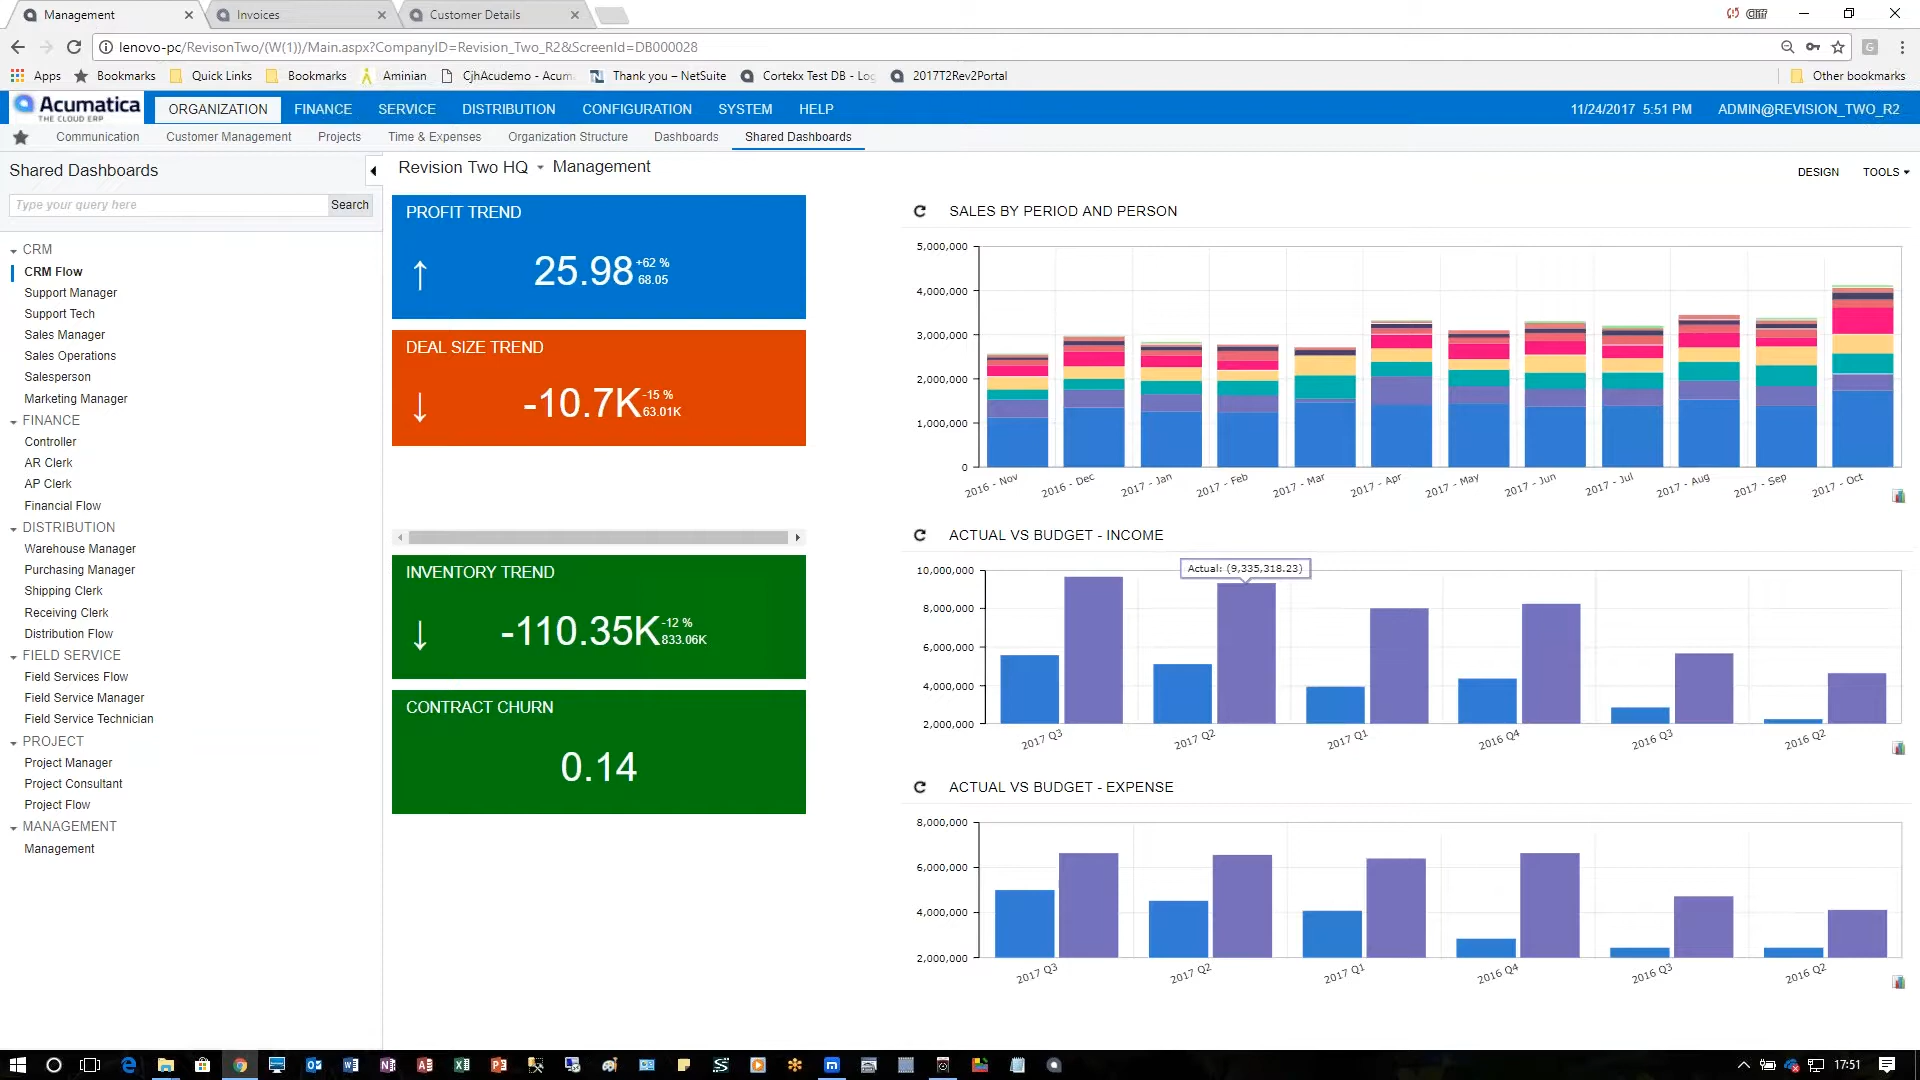 Management
Invoices
Customer Details
Cliff
lenovo-pc/RevisonTwo/(W(1))/Main.aspx?CompanyID=Revision_Two_R2&ScreenId=DB000028
Apps
Bookmarks
Quick Links
Bookmarks
Aminian
CjhAcudemo - Acum
Thank you – NetSuite
Cortekx Test DB - Log
2017T2Rev2Portal
Other bookmarks
Acumatica
THE CLOUD ERP
ORGANIZATION
FINANCE
SERVICE
DISTRIBUTION
CONFIGURATION
SYSTEM
HELP
11/24/2017 5:51 PM
ADMIN@REVISION_TWO_R2
Communication
Customer Management
Projects
Time & Expenses
Organization Structure
Dashboards
Shared Dashboards
Shared Dashboards
Type your query here
Search
CRM
CRM Flow
Support Manager
Support Tech
Sales Manager
Sales Operations
Salesperson
Marketing Manager
FINANCE
Controller
AR Clerk
AP Clerk
Financial Flow
DISTRIBUTION
Warehouse Manager
Purchasing Manager
Shipping Clerk
Receiving Clerk
Distribution Flow
FIELD SERVICE
Field Services Flow
Field Service Manager
Field Service Technician
PROJECT
Project Manager
Project Consultant
Project Flow
MANAGEMENT
Management
Revision Two HQ
Management
DESIGN
TOOLS
PROFIT TREND
25.98
+62 %
68.05
DEAL SIZE TREND
-10.7K
-15 %
63.01K
INVENTORY TREND
-110.35K
-12 %
833.06K
CONTRACT CHURN
0.14
SALES BY PERIOD AND PERSON
5,000,000
4,000,000
3,000,000
2,000,000
1,000,000
0
2016 - Nov
2016 - Dec
2017 - Jan
2017 - Feb
2017 - Mar
2017 - Apr
2017 - May
2017 - Jun
2017 - Jul
2017 - Aug
2017 - Sep
2017 - Oct
ACTUAL VS BUDGET - INCOME
Actual: (9,335,318.23)
10,000,000
8,000,000
6,000,000
4,000,000
2,000,000
2017 Q3
2017 Q2
2017 Q1
2016 Q4
2016 Q3
2016 Q2
ACTUAL VS BUDGET - EXPENSE
8,000,000
6,000,000
4,000,000
2,000,000
2017 Q3
2017 Q2
2017 Q1
2016 Q4
2016 Q3
2016 Q2
17:51